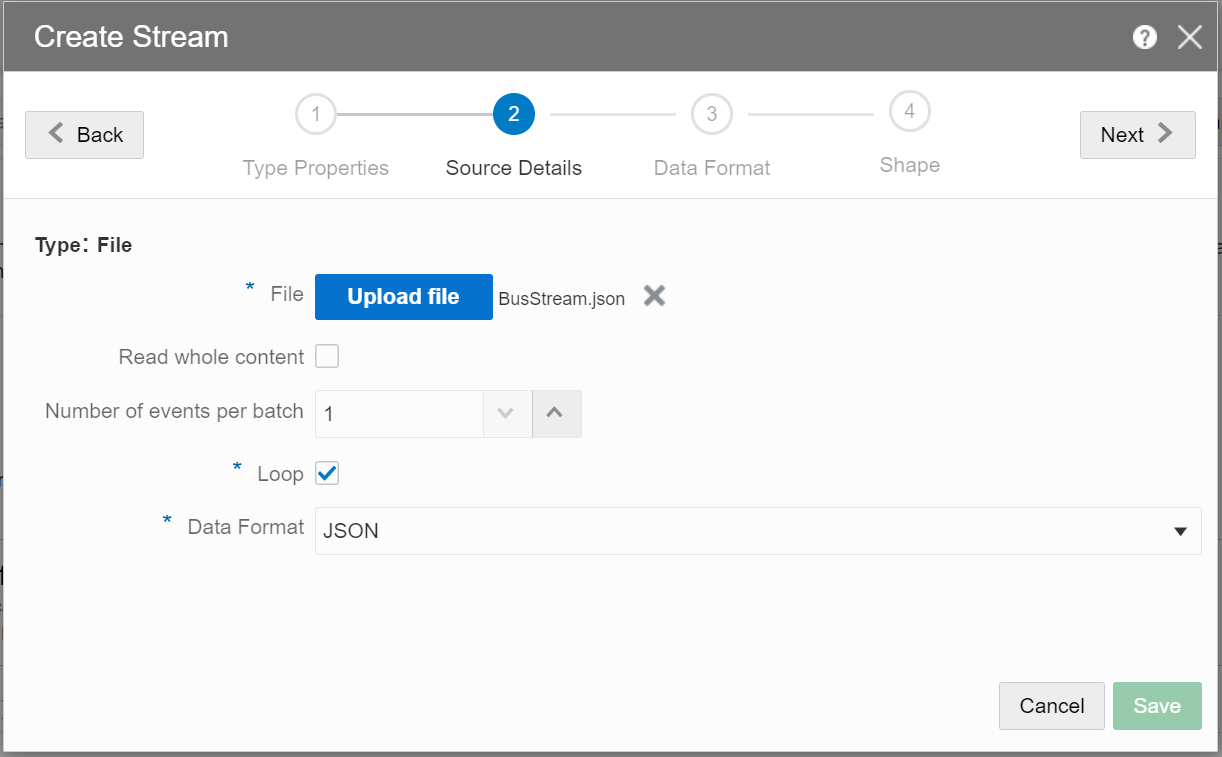 Create Stream
?
Back
1
2
3
4
Next
Type Properties
Source Details
Data Format
Shape
Type: File
* File
Upload file
BusStream.json
Read whole content
Number of events per batch
1
* Loop
* Data Format
JSON
Cancel
Save